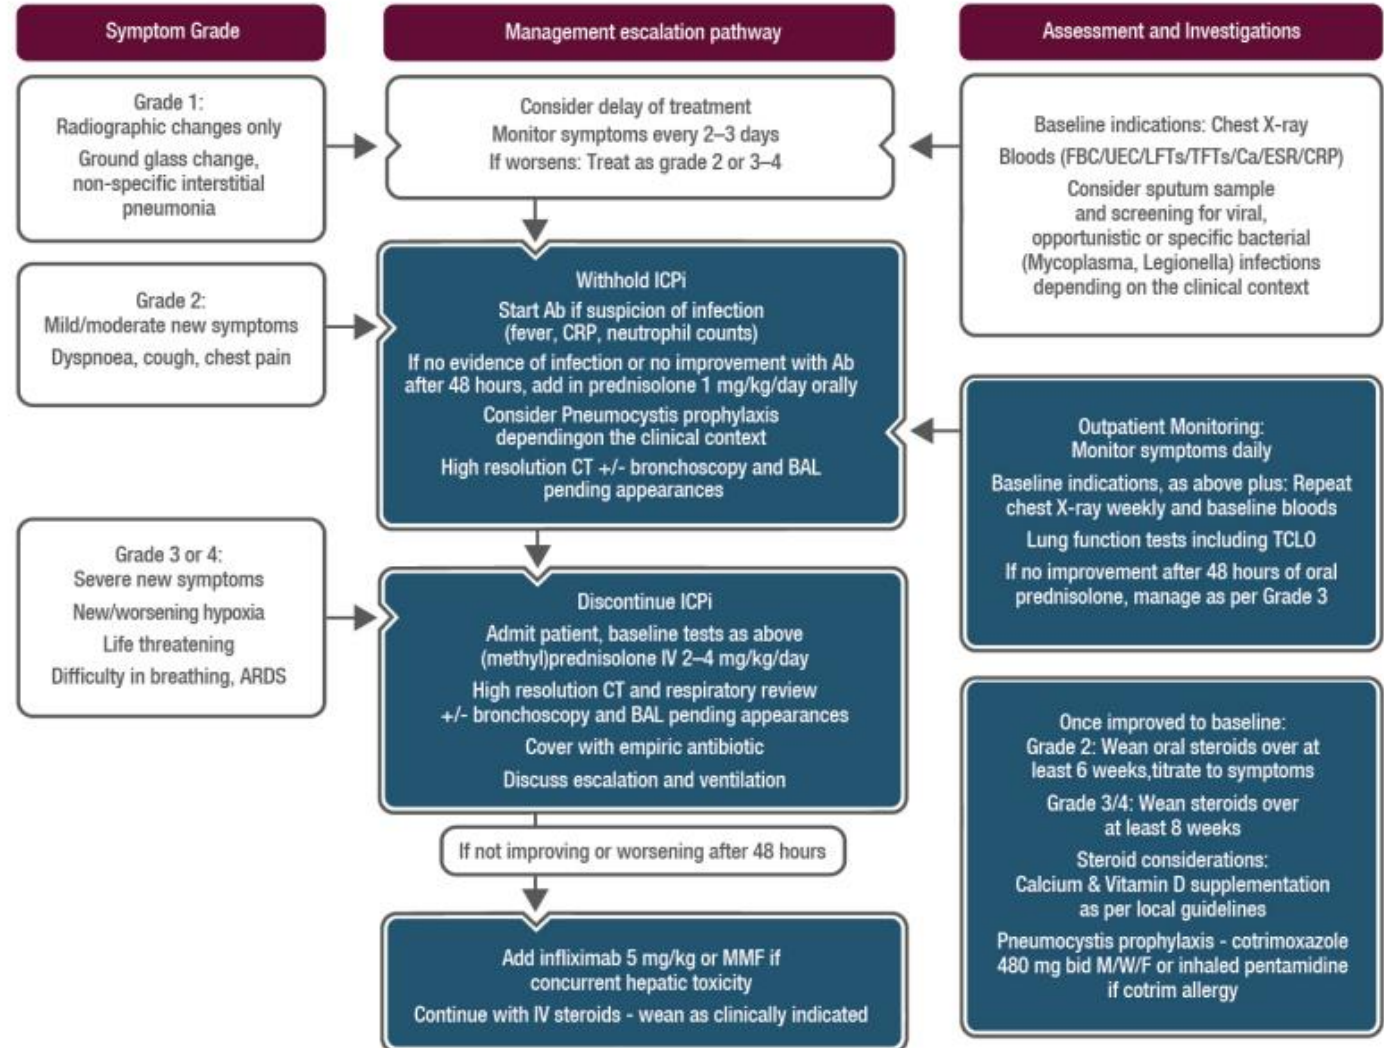 Symptom Grade
Management escalation pathway
Assessment and Investigations
Grade 1:
Radiographic changes only
Ground glass change,
non-specific interstitial
pneumonia
Consider delay of treatment
Monitor symptoms every 2–3 days
If worsens: Treat as grade 2 or 3–4
Baseline indications: Chest X-ray
Bloods (FBC/UEC/LFTs/TFTs/Ca/ESR/CRP)
Consider sputum sample
and screening for viral,
opportunistic or specific bacterial
(Mycoplasma, Legionella) infections
depending on the clinical context
Grade 2:
Mild/moderate new symptoms
Dyspnoea, cough, chest pain
Withhold ICPi
Start Ab if suspicion of infection
(fever, CRP, neutrophil counts)
If no evidence of infection or no improvement with Ab
after 48 hours, add in prednisolone 1 mg/kg/day orally
Consider Pneumocystis prophylaxis
dependingon the clinical context
High resolution CT +/- bronchoscopy and BAL
pending appearances
Outpatient Monitoring:
Monitor symptoms daily
Baseline indications, as above plus: Repeat
chest X-ray weekly and baseline bloods
Lung function tests including TCLO
If no improvement after 48 hours of oral
prednisolone, manage as per Grade 3
Grade 3 or 4:
Severe new symptoms
New/worsening hypoxia
Life threatening
Difficulty in breathing, ARDS
Discontinue ICPi
Admit patient, baseline tests as above
(methyl)prednisolone IV 2–4 mg/kg/day
High resolution CT and respiratory review
+/- bronchoscopy and BAL pending appearances
Cover with empiric antibiotic
Discuss escalation and ventilation
If not improving or worsening after 48 hours
Add infliximab 5 mg/kg or MMF if
concurrent hepatic toxicity
Continue with IV steroids - wean as clinically indicated
Once improved to baseline:
Grade 2: Wean oral steroids over at
least 6 weeks,titrate to symptoms
Grade 3/4: Wean steroids over
at least 8 weeks
Steroid considerations:
Calcium & Vitamin D supplementation
as per local guidelines
Pneumocystis prophylaxis - cotrimoxazole
480 mg bid M/W/F or inhaled pentamidine
if cotrim allergy